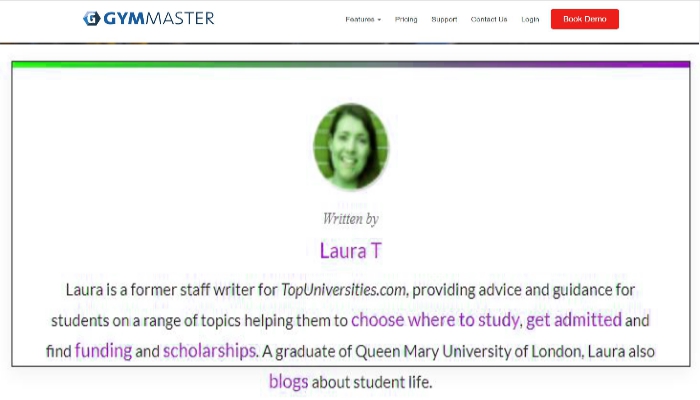 GYMMASTER
Features Pricing Support Contact Us Login Book Demo
Written by
Laura T
Laura is a former staff writer for TopUniversities.com, providing advice and guidance for
students on a range of topics helping them to choose where to study, get admitted and
find funding and scholarships. A graduate of Queen Mary University of London, Laura also
blogs about student life.